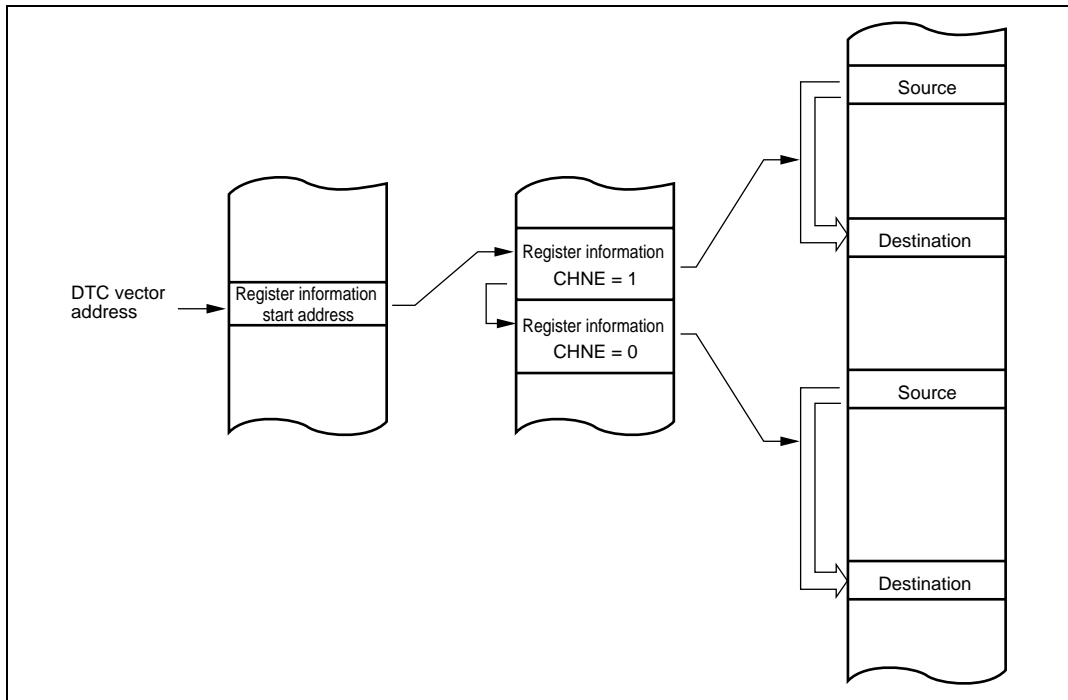 DTC vector
address
Register information
start address
Register information
CHNE = 1
Register information
CHNE = 0
Source
Destination
Source
Destination